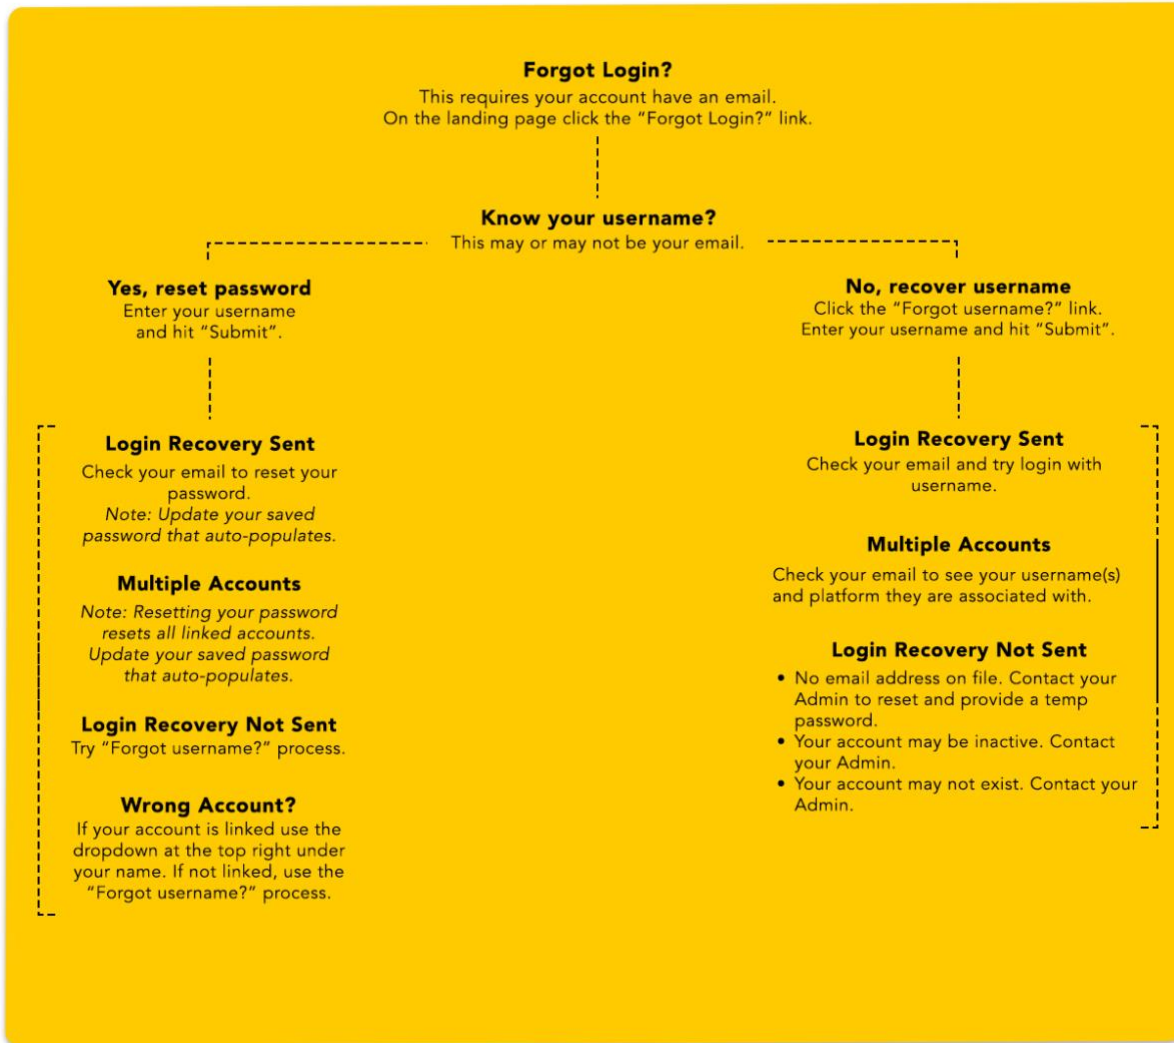 Forgot Login?
This requires your account have an email.
On the landing page click the “Forgot Login?” link.
Know your username?
This may or may not be your email.
Yes, reset password
Enter your username
and hit “Submit”.
Login Recovery Sent
Check your email to reset your
password.
Note: Update your saved
password that auto-populates.
Multiple Accounts
Note: Resetting your password
resets all linked accounts.
Update your saved password
that auto-populates.
Login Recovery Not Sent
Try “Forgot username?” process.
Wrong Account?
If your account is linked use the
dropdown at the top right under
your name. If not linked, use the
“Forgot username?” process.
No, recover username
Click the “Forgot username?” link.
Enter your username and hit “Submit”.
Login Recovery Sent
Check your email and try login with
username.
Multiple Accounts
Check your email to see your username(s)
and platform they are associated with.
Login Recovery Not Sent
• No email address on file. Contact your
Admin to reset and provide a temp
password.
• Your account may be inactive. Contact
your Admin.
• Your account may not exist. Contact your
Admin.